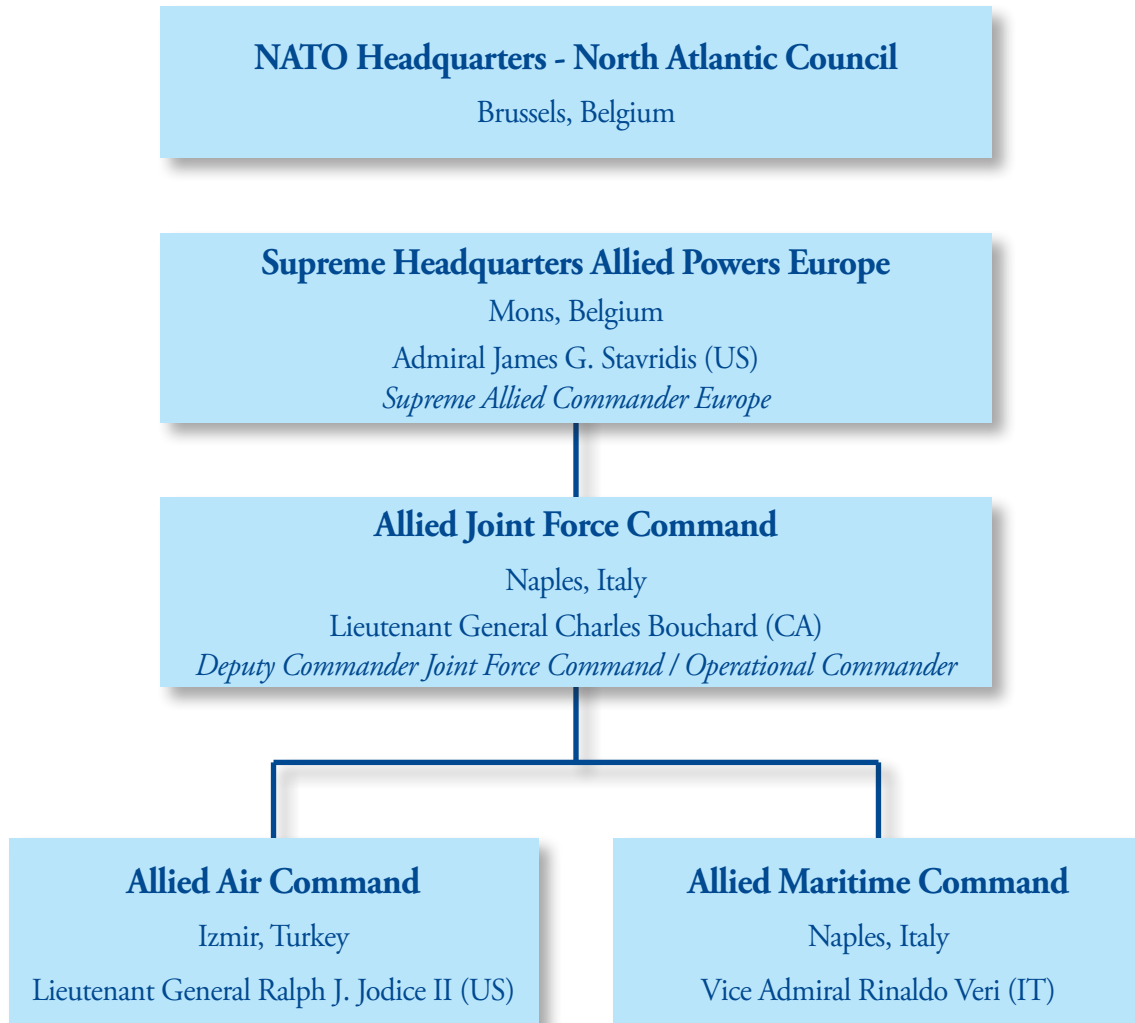 NATO Headquarters - North Atlantic Council
Brussels, Belgium
Supreme Headquarters Allied Powers Europe
Mons, Belgium
Admiral James G. Stavridis (US)
Supreme Allied Commander Europe
Allied Joint Force Command
Naples, Italy
Lieutenant General Charles Bouchard (CA)
Deputy Commander Joint Force Command / Operational Commander
Allied Air Command
Izmir, Turkey
Lieutenant General Ralph J. Jodice II (US)
Allied Maritime Command
Naples, Italy
Vice Admiral Rinaldo Veri (IT)